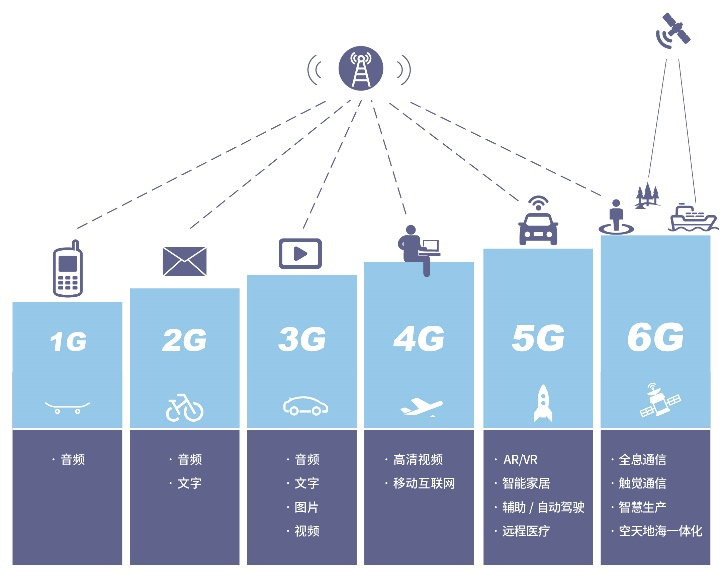 1G
2G
3G
4G
5G
6G
· 音频
· 音频
· 文字
· 音频
· 文字
· 图片
· 视频
· 高清视频
· 移动互联网
· AR/VR
· 智能家居
· 辅助 / 自动驾驶
· 远程医疗
· 全息通信
· 触觉通信
· 智慧生产
· 空天地海一体化